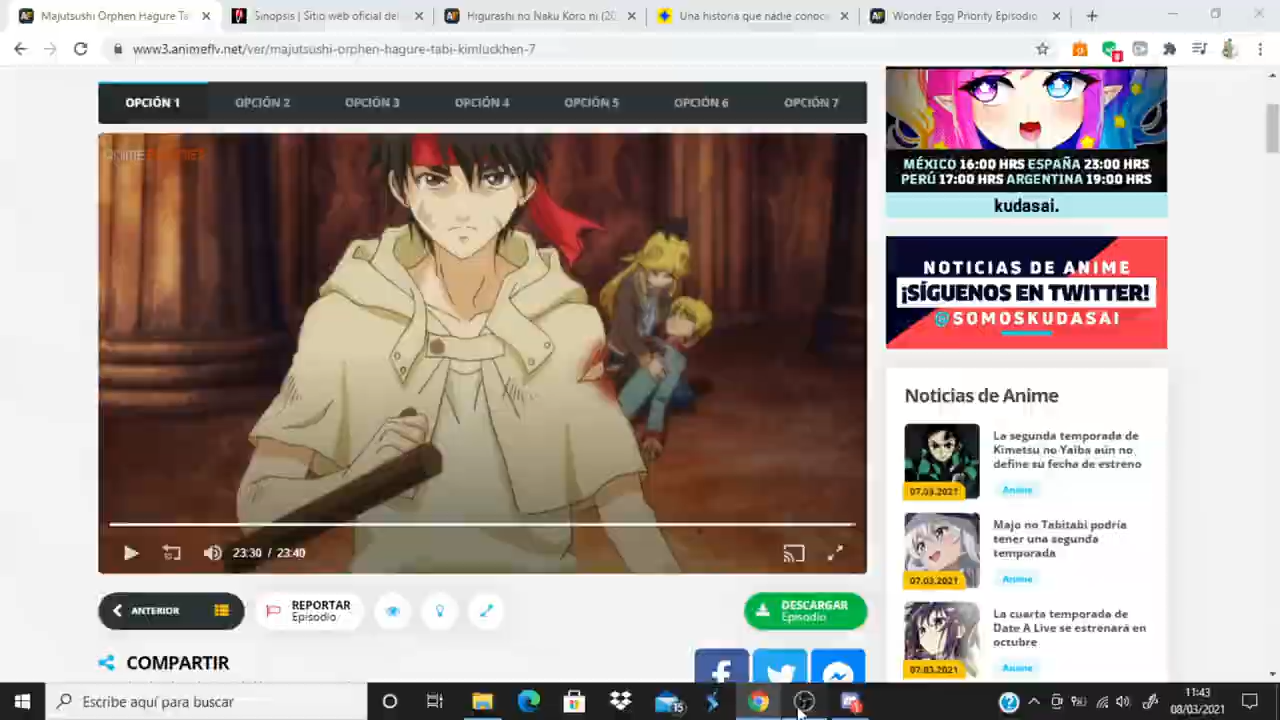 Majutsushi Orphen Hagure Ta
Sinopsis | Sitio web oficial del
Higurashi no Naku Koro ni (20
Una historia que nadie conoce
Wonder Egg Priority Episodio
www3.animeflv.net/ver/majutsushi-orphen-hagure-tabi-kimluckhen-7
OPCIÓN 1
OPCIÓN 2
OPCIÓN 3
OPCIÓN 4
OPCIÓN 5
OPCIÓN 6
OPCIÓN 7
MÉXICO 16:00 HRS ESPAÑA 23:00 HRS
PERÚ 17:00 HRS ARGENTINA 19:00 HRS
kudasai.
NOTICIAS DE ANIME
¡SÍGUENOS EN TWITTER!
@SOMOSKUDASAI
Noticias de Anime
La segunda temporada de
Kimetsu no Yaiba aún no
define su fecha de estreno
07.03.2021
Anime
Majo no Tabitabi podría
tener una segunda
temporada
07.03.2021
Anime
La cuarta temporada de
Date A Live se estrenará en
octubre
07.03.2021
Anime
23:30 / 23:40
ANTERIOR
REPORTAR
Episodio
DESCARGAR
Episodio
COMPARTIR
Escribe aquí para buscar
15
11:43
08/03/2021